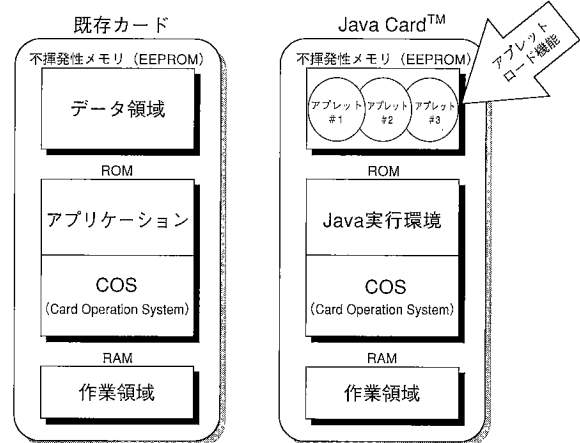 既存カード
不揮発性メモリ（EEPROM）
データ領域
ROM
アプリケーション
COS
（Card Operation System）
RAM
作業領域
Java Card™
不揮発性メモリ（EEPROM）
アプレット
#1
アプレット
#2
アプレット
#3
アプレット
ロード機能
ROM
Java実行環境
COS
（Card Operation System）
RAM
作業領域